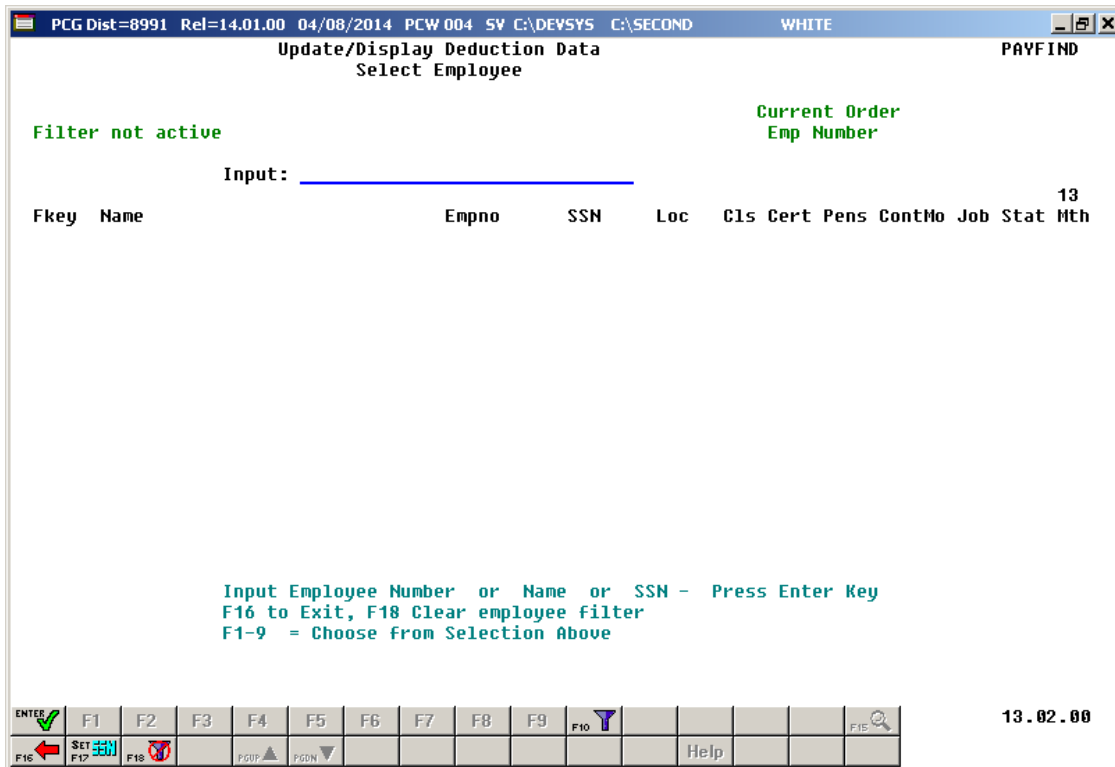 PCG Dist=8991 Rel=14.01.00 04/08/2014 PCW 004 SV C:\DEVSYS C:\SECOND WHITE
Update/Display Deduction Data PAYFIND
Select Employee
Current Order
Filter not active Emp Number
Input:
13
Fkey Name Empno SSN Loc Cls Cert Pens ContMo Job Stat Mth
Input Employee Number or Name or SSN - Press Enter Key
F16 to Exit, F18 Clear employee filter
F1-9 = Choose from Selection Above
ENTER F1 F2 F3 F4 F5 F6 F7 F8 F9 F10 F15 13.02.00
F16 SET F17 SSN F18 PGUP PGDN Help